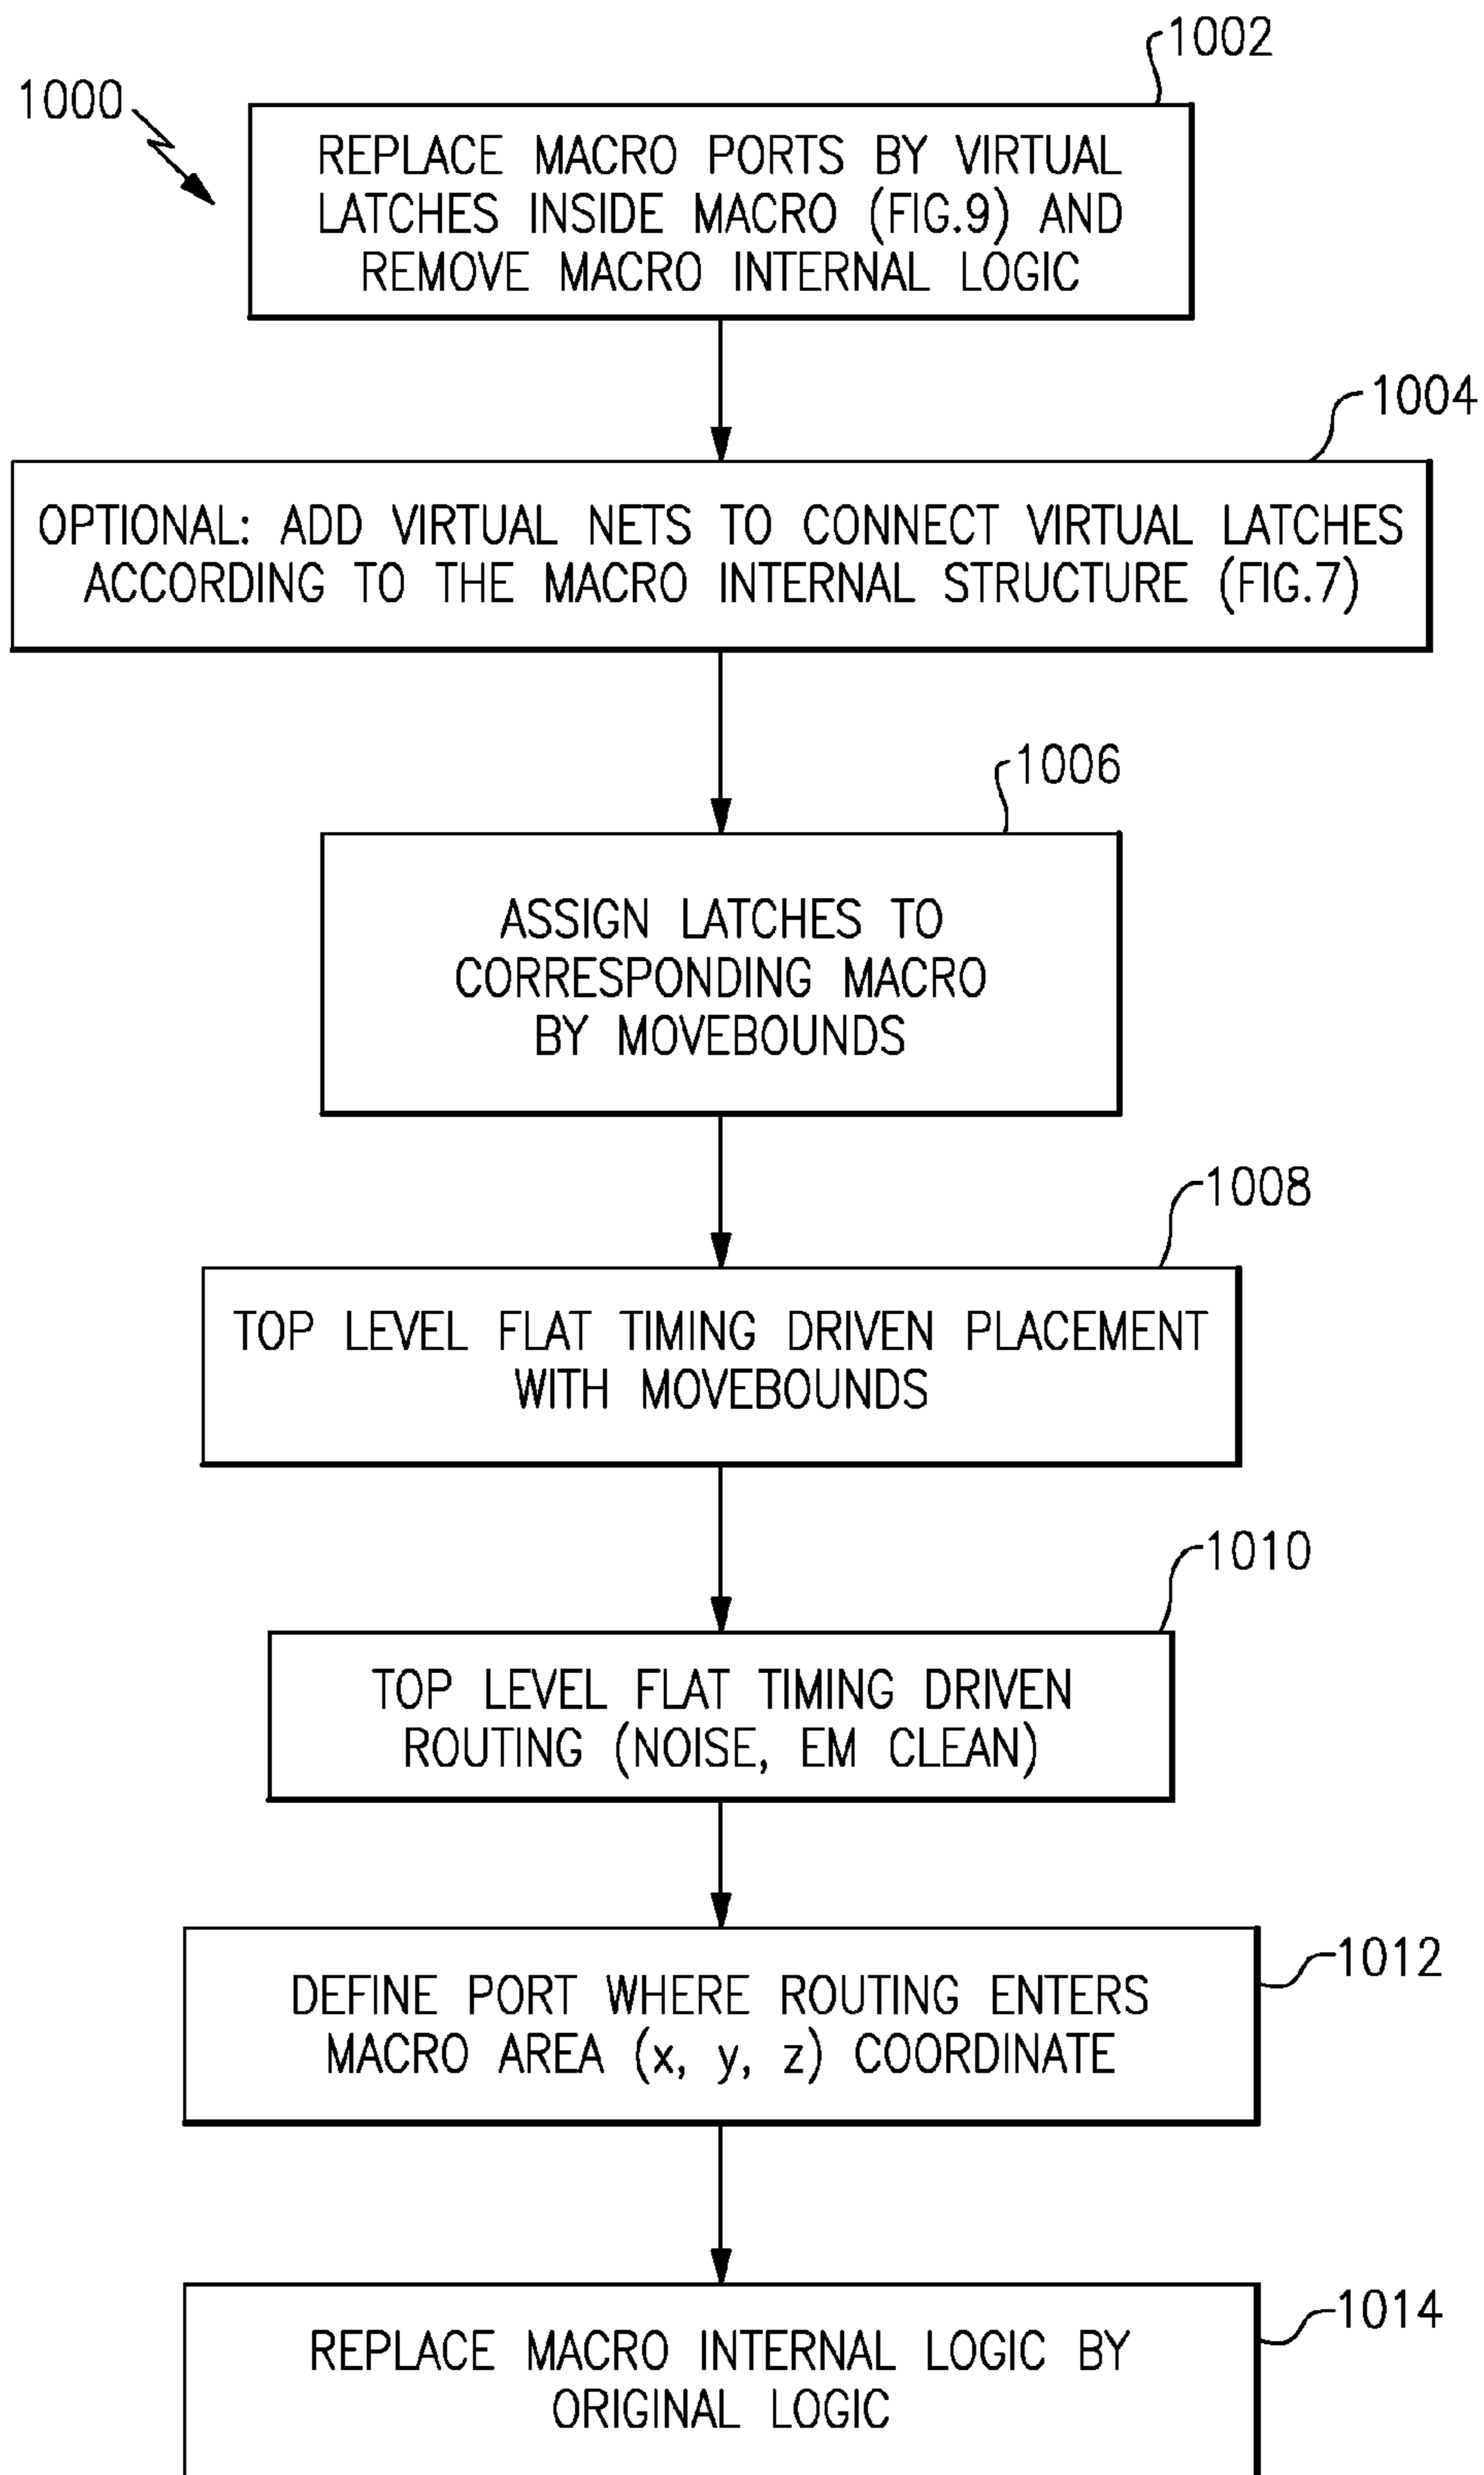 1002
1000
REPLACE MACRO PORTS BY VIRTUAL
LATCHES INSIDE MACRO (FIG.9) AND
REMOVE MACRO INTERNAL LOGIC
1004
OPTIONAL: ADD VIRTUAL NETS TO CONNECT VIRTUAL LATCHES
ACCORDING TO THE MACRO INTERNAL STRUCTURE (FIG.7)
1006
ASSIGN LATCHES TO
CORRESPONDING MACRO
BY MOVEBOUNDS
1008
TOP LEVEL FLAT TIMING DRIVEN PLACEMENT
WITH MOVEBOUNDS
1010
TOP LEVEL FLAT TIMING DRIVEN
ROUTING (NOISE, EM CLEAN)
1012
DEFINE PORT WHERE ROUTING ENTERS
MACRO AREA (x, y, z) COORDINATE
1014
REPLACE MACRO INTERNAL LOGIC BY
ORIGINAL LOGIC